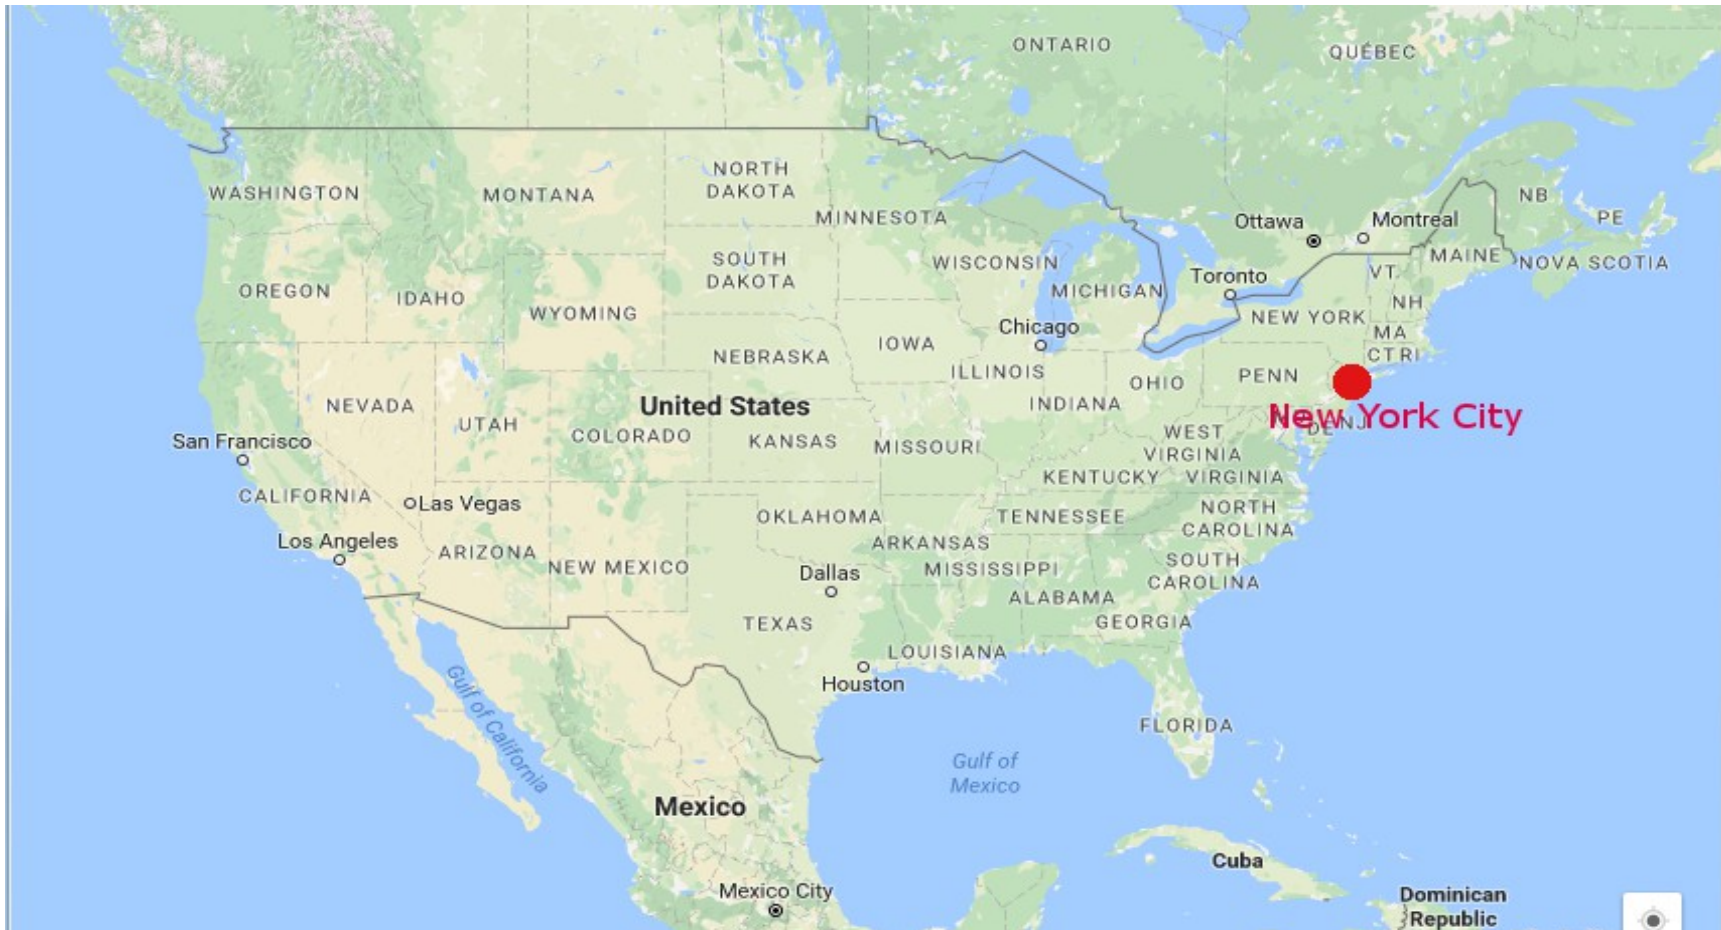 ONTARIO
QUÉBEC
WASHINGTON
MONTANA
NORTH
DAKOTA
MINNESOTA
NB
PE
Ottawa
Montreal
MAINE
NOVA SCOTIA
VT
OREGON
IDAHO
SOUTH
DAKOTA
WISCONSIN
MICHIGAN
Toronto
NH
WYOMING
NEW YORK
MA
Chicago
IOWA
CT RI
NEBRASKA
ILLINOIS
OHIO
PENN
NEVADA
United States
INDIANA
New York City
UTAH
COLORADO
KANSAS
MISSOURI
WEST
VIRGINIA
DE
NJ
San Francisco
KENTUCKY
VIRGINIA
CALIFORNIA
Las Vegas
OKLAHOMA
TENNESSEE
NORTH
CAROLINA
Los Angeles
ARIZONA
NEW MEXICO
ARKANSAS
MISSISSIPPI
SOUTH
CAROLINA
Dallas
ALABAMA
TEXAS
GEORGIA
LOUISIANA
Houston
Gulf of California
FLORIDA
Gulf of
Mexico
Mexico
Cuba
Mexico City
Dominican
Republic